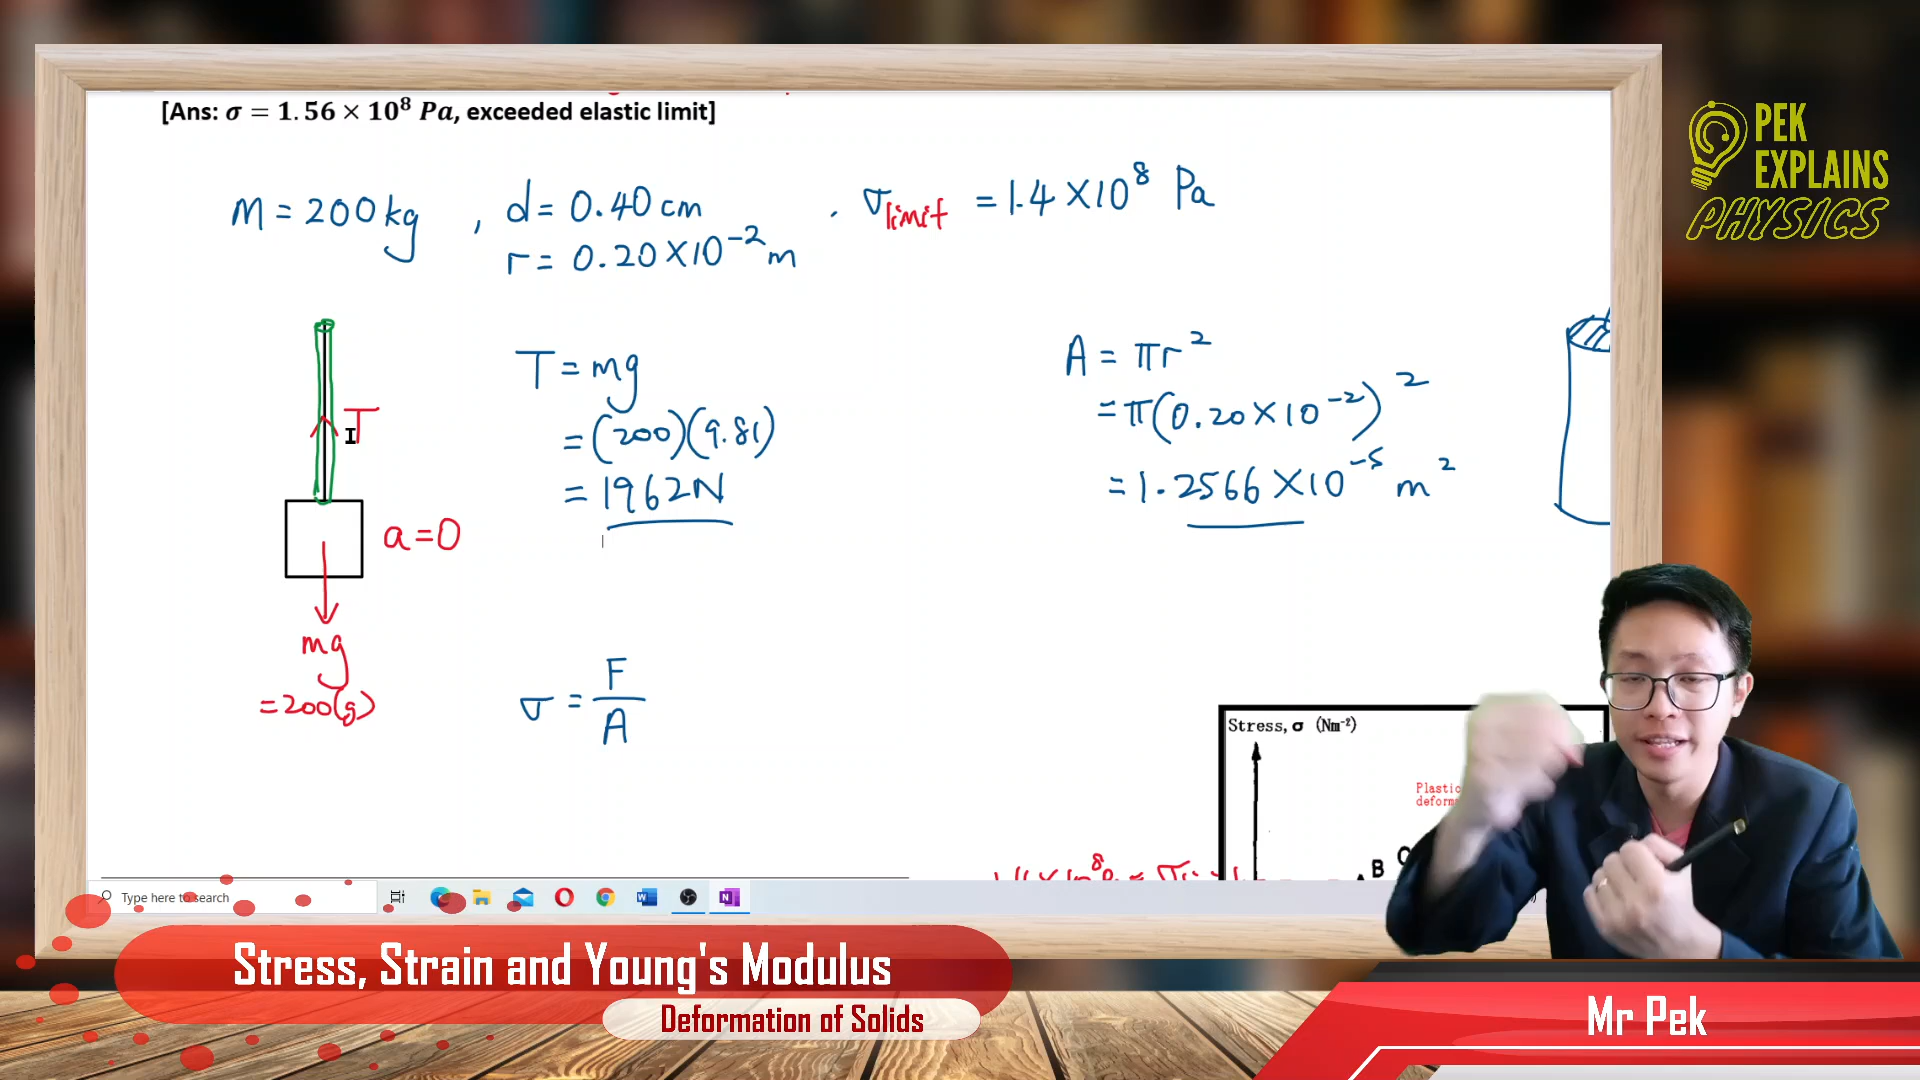 [Ans: σ = 1.56 × 10⁸ Pa, exceeded elastic limit]
PEK
EXPLAINS
PHYSICS
m = 200kg , d = 0.40 cm , σlimit = 1.4 × 10⁸ Pa
r = 0.20 × 10⁻² m
T
a = 0
mg
= 200(g)
T = mg
= (200)(9.81)
= 1962N
A = πr²
= π(0.20 × 10⁻²)²
= 1.2566 × 10⁻⁵ m²
σ = F/A
Stress, σ (Nm⁻²)
Plastic
B C
Type here to search
Stress, Strain and Young's Modulus
Deformation of Solids
Mr Pek